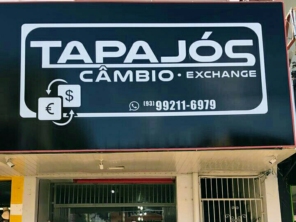 TAPAJÓS
CÂMBIO • EXCHANGE
$
€
(93) 99211-6979